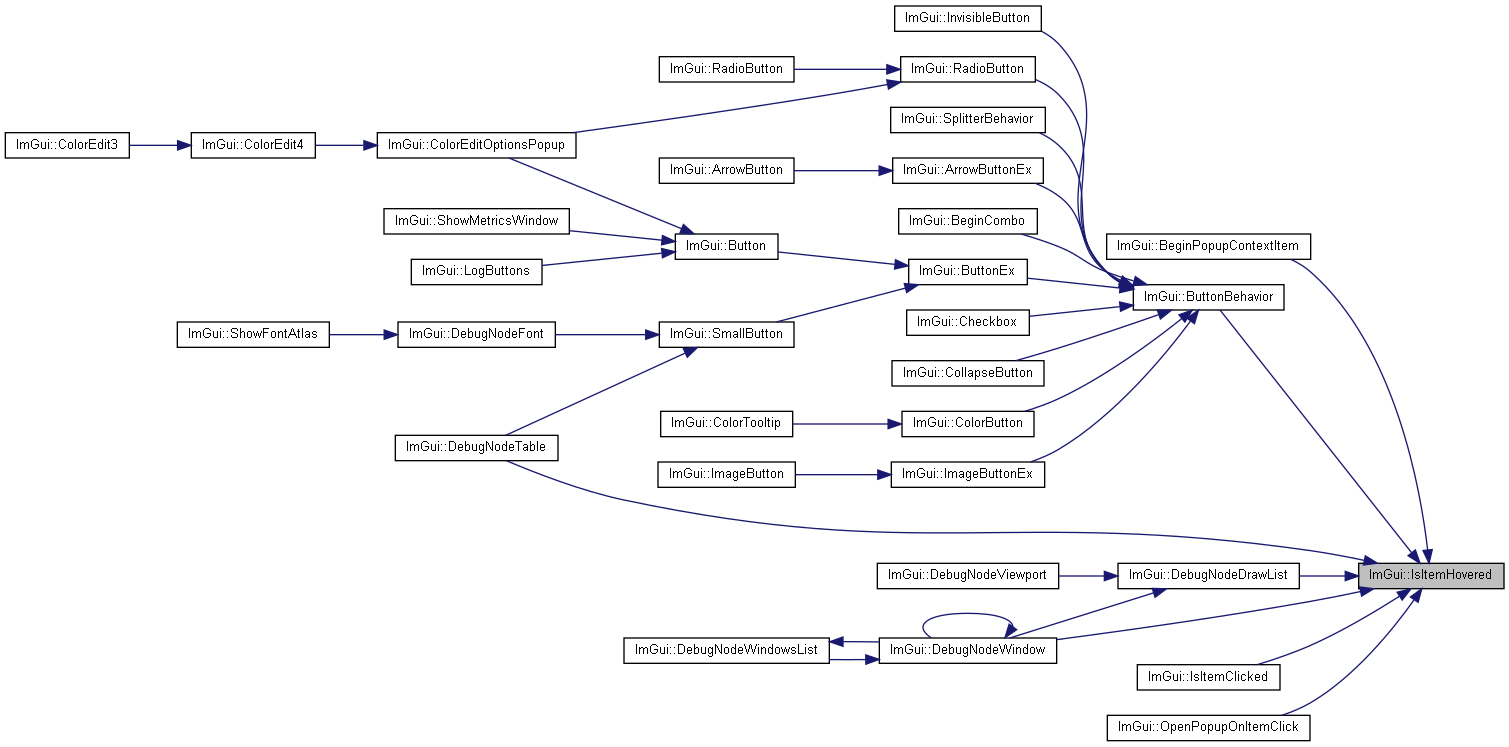 ImGui::InvisibleButton
ImGui::RadioButton
ImGui::RadioButton
ImGui::SplitterBehavior
ImGui::ColorEdit3
ImGui::ColorEdit4
ImGui::ColorEditOptionsPopup
ImGui::ArrowButton
ImGui::ArrowButtonEx
ImGui::ShowMetricsWindow
ImGui::BeginCombo
ImGui::Button
ImGui::BeginPopupContextItem
ImGui::LogButtons
ImGui::ButtonEx
ImGui::ButtonBehavior
ImGui::Checkbox
ImGui::ShowFontAtlas
ImGui::DebugNodeFont
ImGui::SmallButton
ImGui::CollapseButton
ImGui::ColorTooltip
ImGui::ColorButton
ImGui::DebugNodeTable
ImGui::ImageButton
ImGui::ImageButtonEx
ImGui::DebugNodeViewport
ImGui::DebugNodeDrawList
ImGui::IsItemHovered
ImGui::DebugNodeWindowsList
ImGui::DebugNodeWindow
ImGui::IsItemClicked
ImGui::OpenPopupOnItemClick